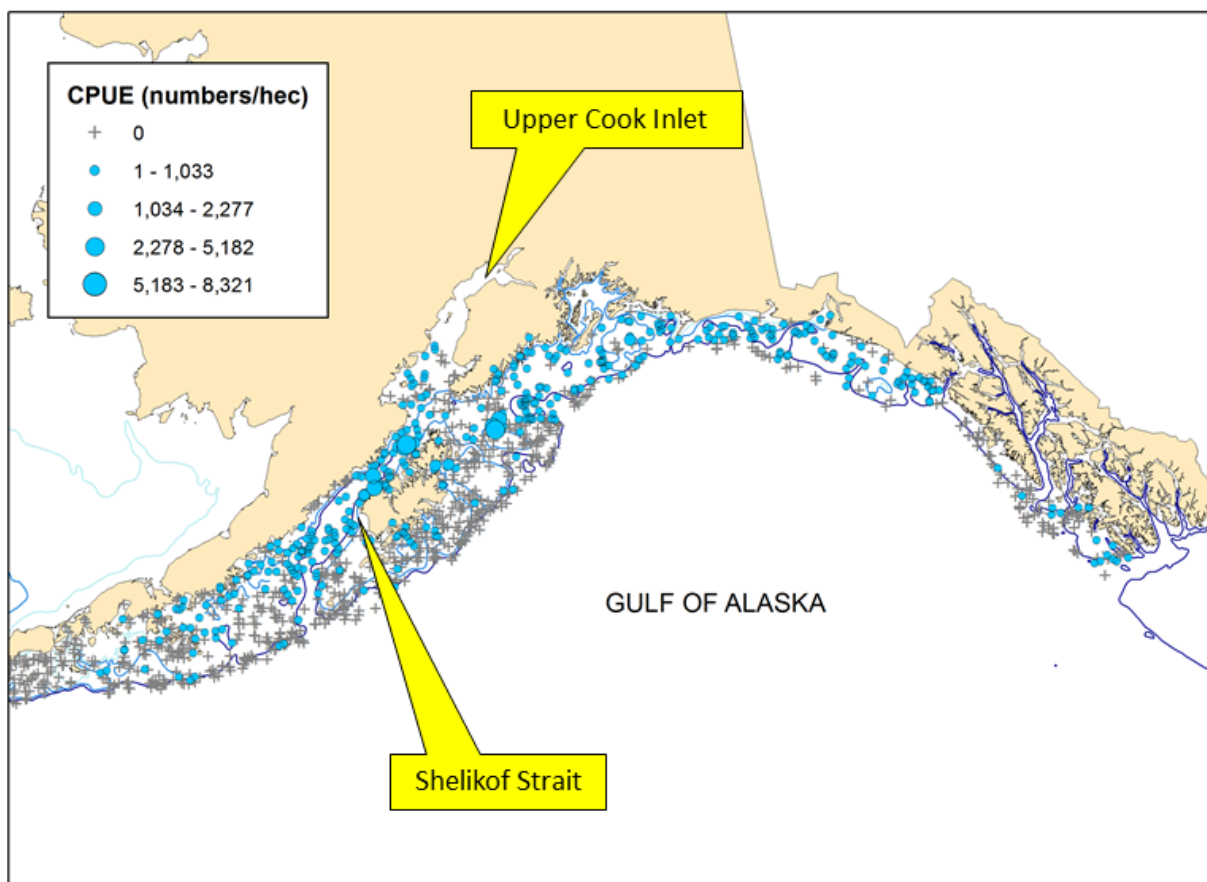 CPUE (numbers/hec)
0
1 - 1,033
1,034 - 2,277
2,278 - 5,182
5,183 - 8,321
Upper Cook Inlet
GULF OF ALASKA
Shelikof Strait